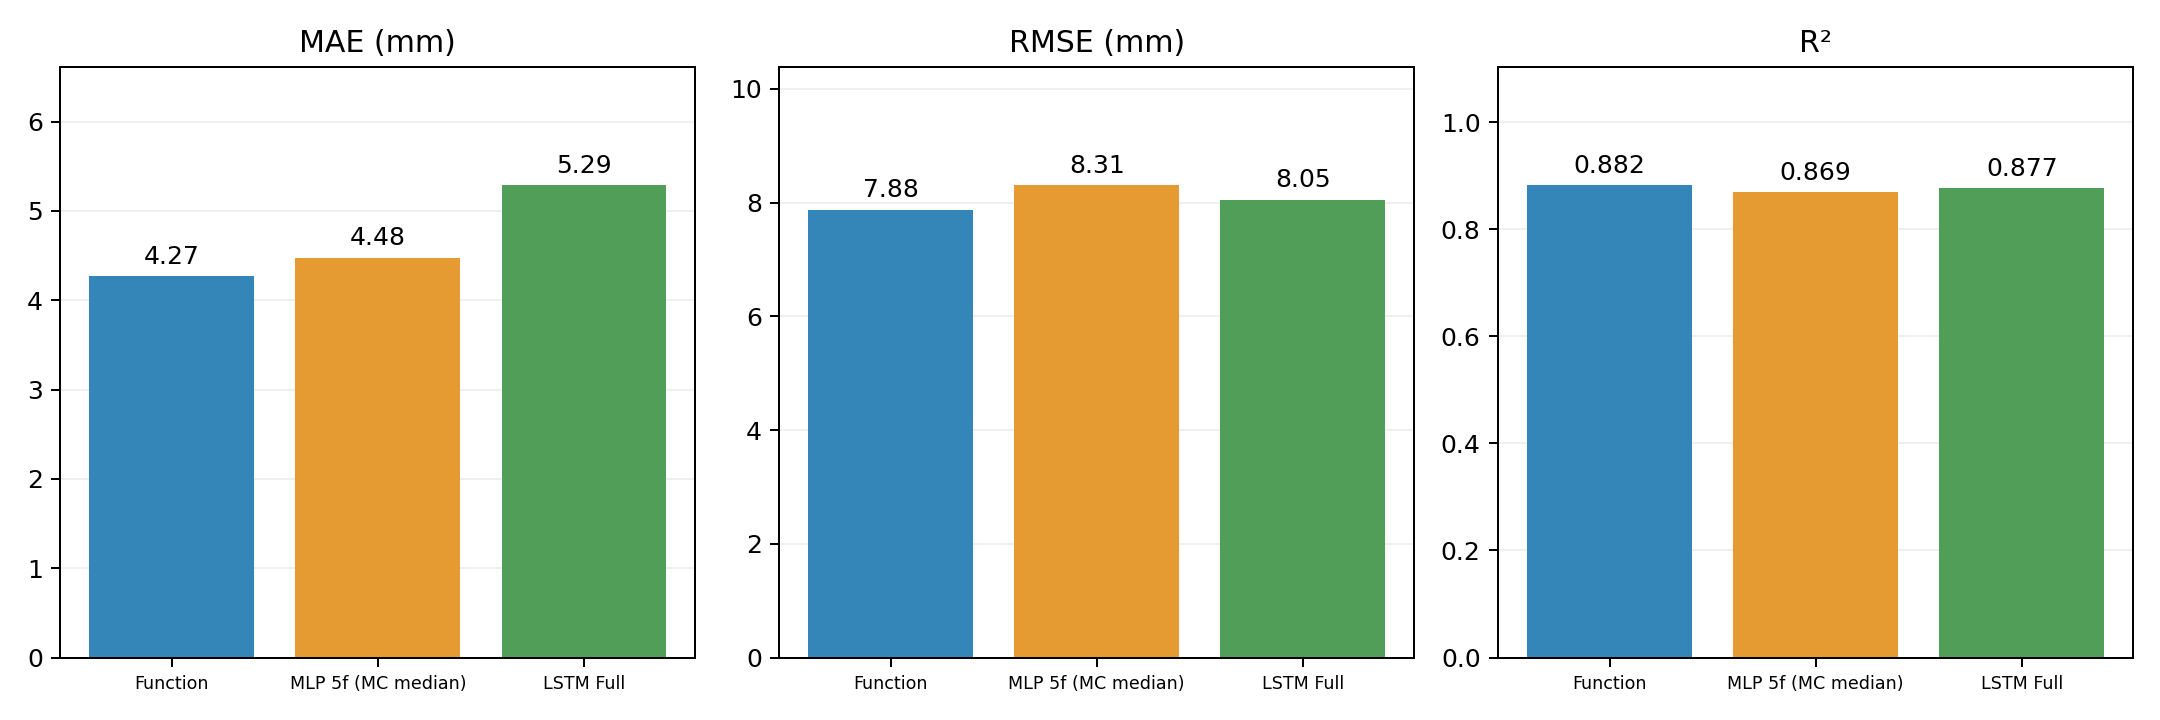 MAE (mm)
6
5
4
3
2
1
0
4.27
4.48
5.29
Function
MLP 5f (MC median)
LSTM Full
RMSE (mm)
10
8
6
4
2
0
7.88
8.31
8.05
Function
MLP 5f (MC median)
LSTM Full
R²
1.0
0.8
0.6
0.4
0.2
0.0
0.882
0.869
0.877
Function
MLP 5f (MC median)
LSTM Full